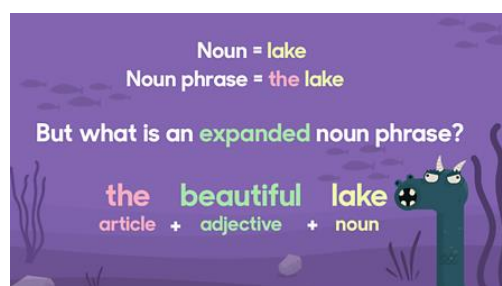 Noun = lake
Noun phrase = the lake
But what is an expanded noun phrase?
the beautiful lake
article + adjective + noun